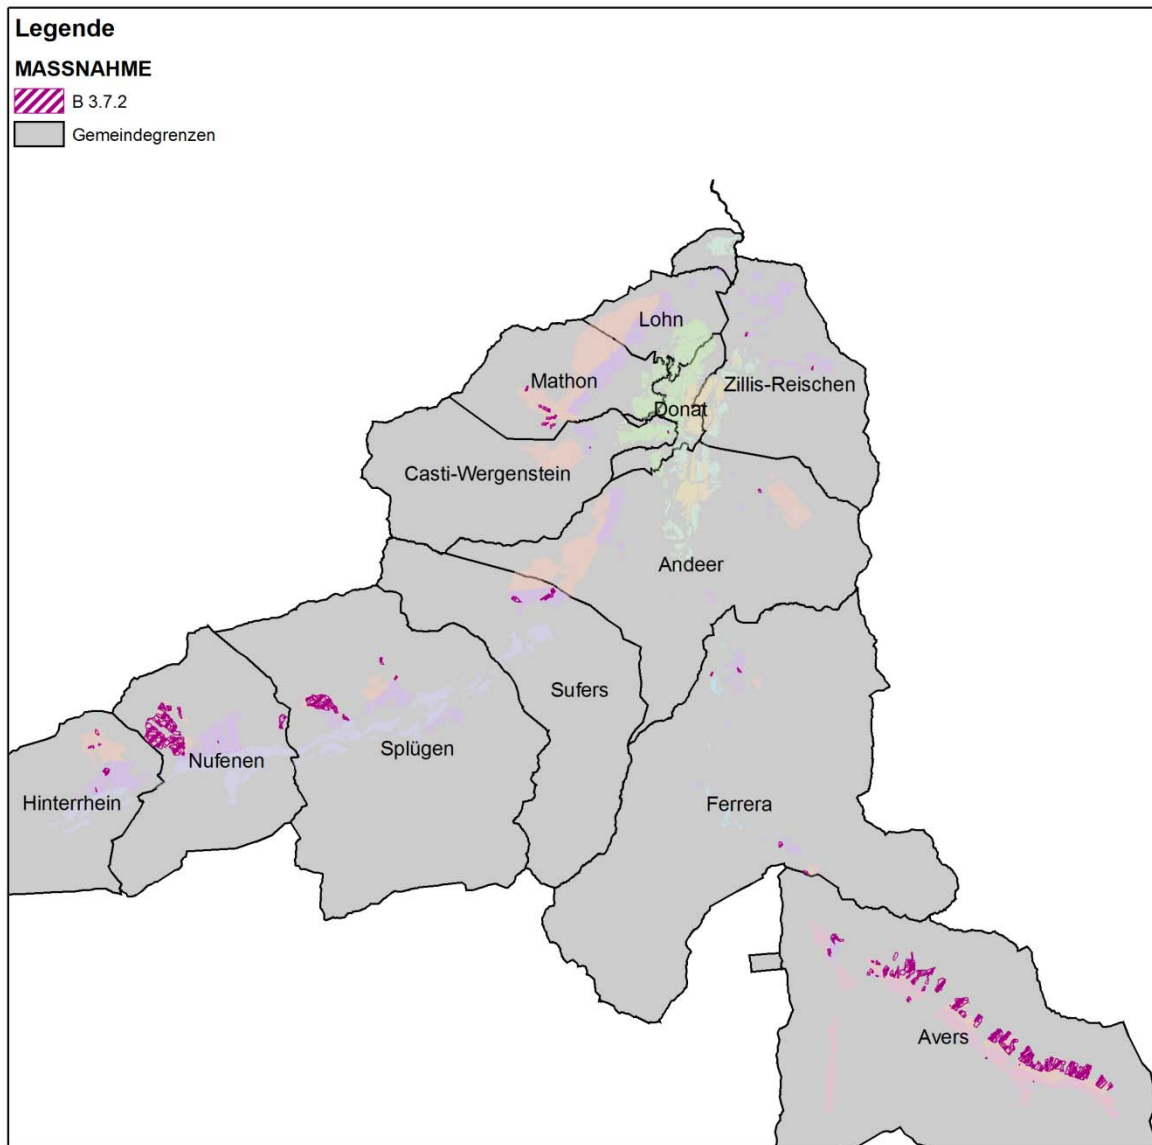 Legende
MASSNAHME
B 3.7.2
Gemeindegrenzen
Lohn
Mathon
Zillis-Reischen
Donat
Casti-Wergenstein
Andeer
Sufers
Splügen
Nufenen
Hinterrhein
Ferrera
Avers